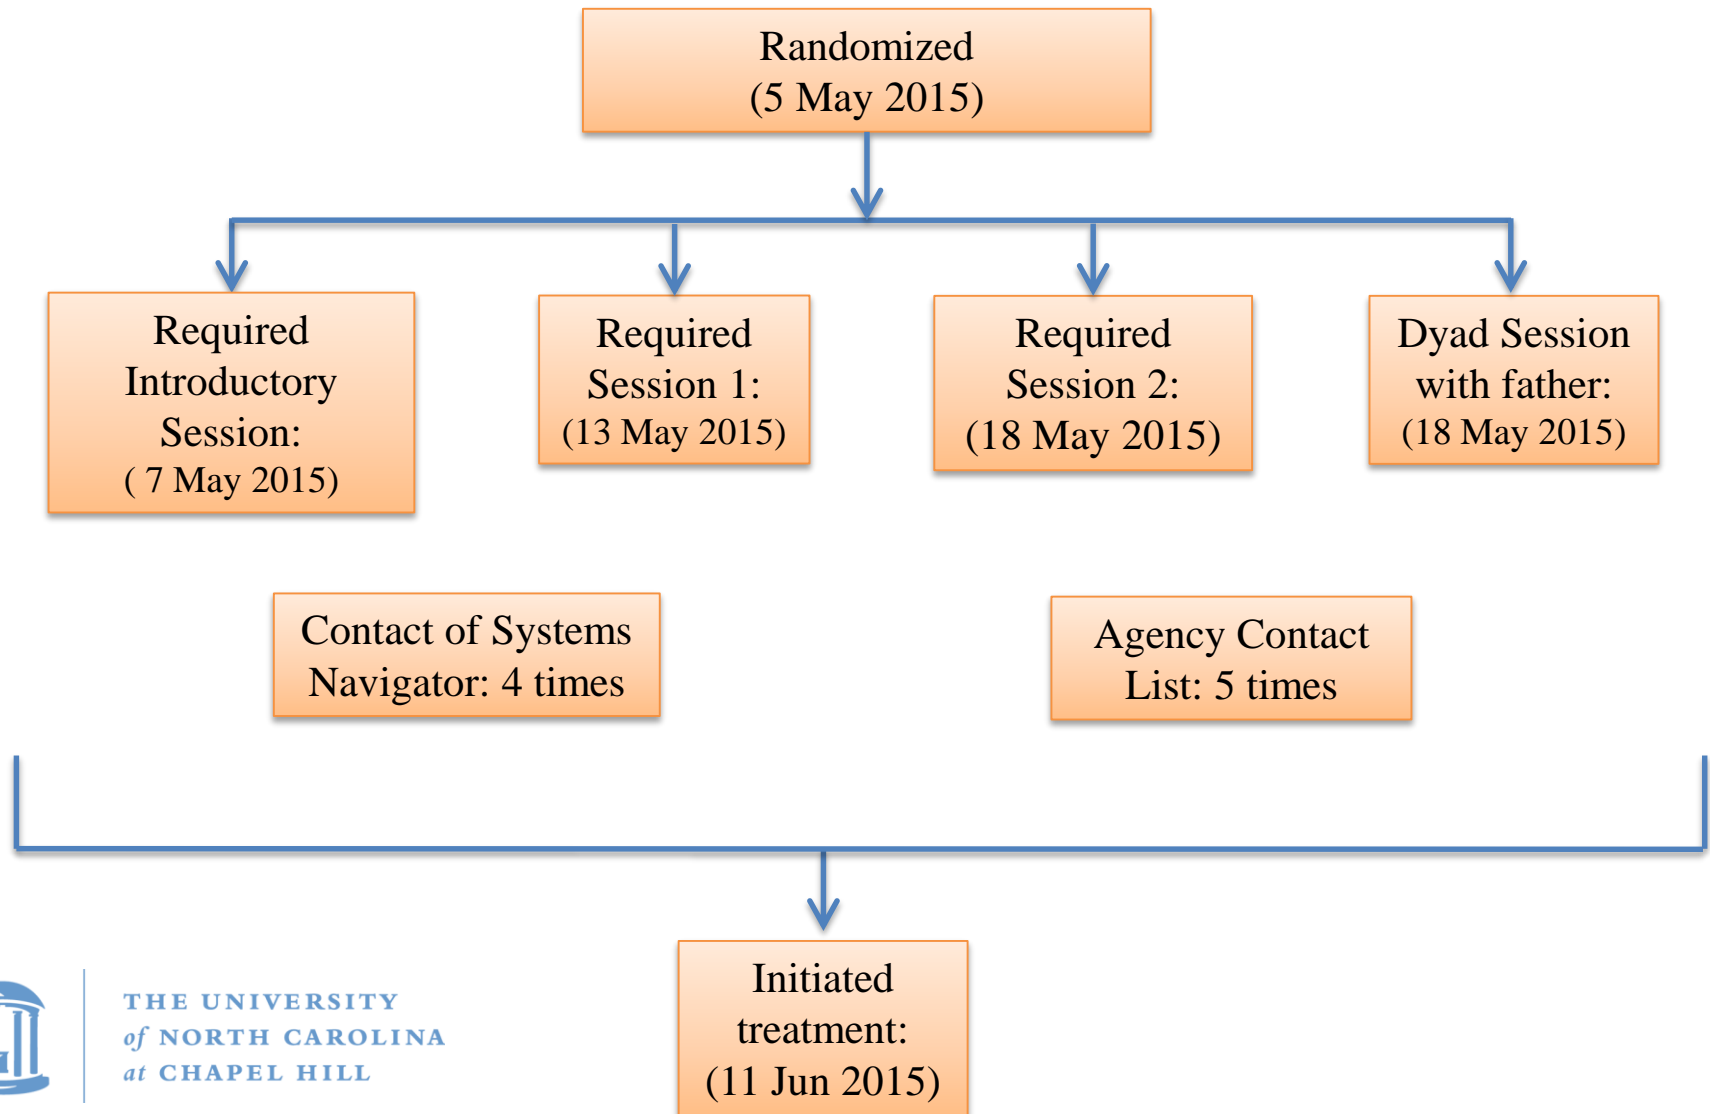 Randomized
(5 May 2015)
Required
Introductory
Session:
( 7 May 2015)
Required
Session 1:
(13 May 2015)
Required
Session 2:
(18 May 2015)
Dyad Session
with father:
(18 May 2015)
Contact of Systems
Navigator: 4 times
Agency Contact
List: 5 times
Initiated
treatment:
(11 Jun 2015)
THE UNIVERSITY
of NORTH CAROLINA
at CHAPEL HILL